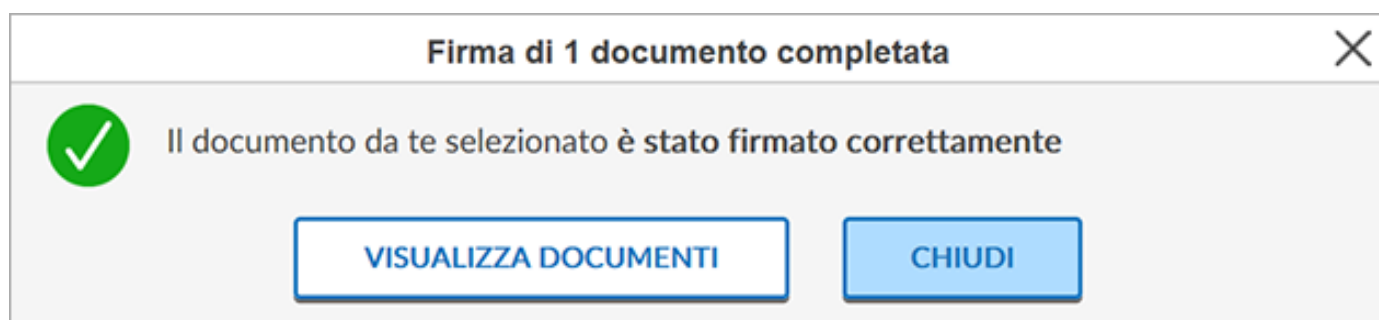 Firma di 1 documento completata
Il documento da te selezionato è stato firmato correttamente
VISUALIZZA DOCUMENTI CHIUDI